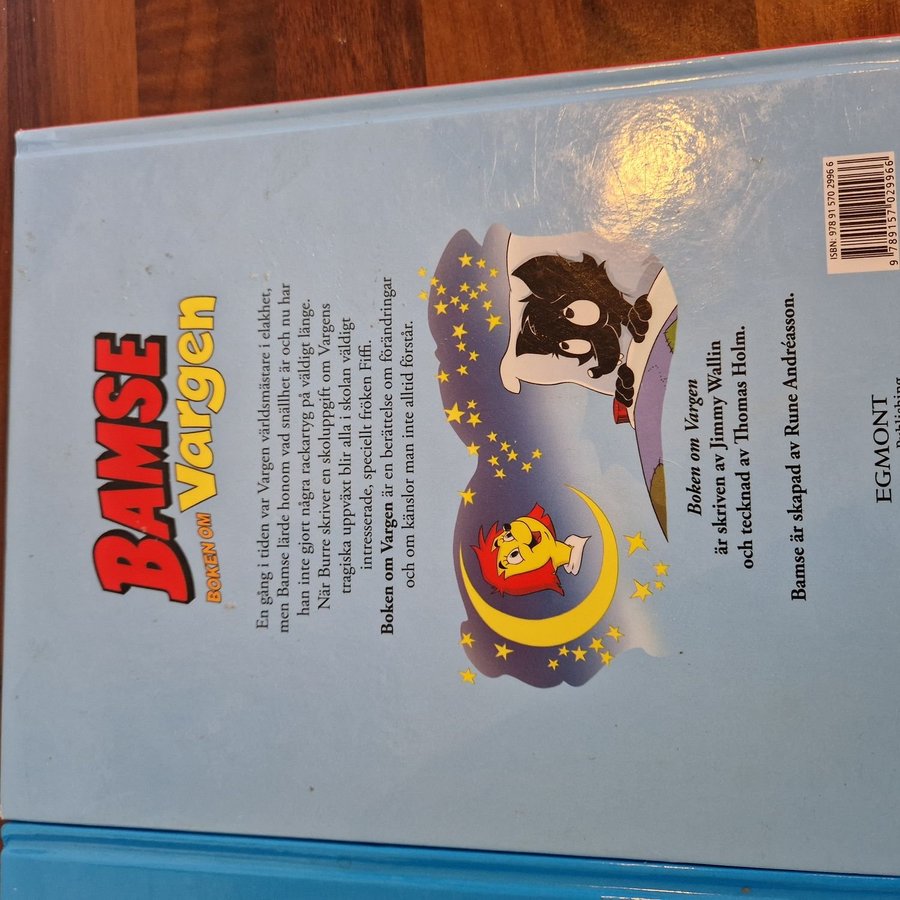 BAMSE
BOKEN OM
Vargen
En gång i tiden var Vargen världsmästare i elakhet,
men Bamse lärde honom vad snällhet är och nu har
han inte gjort några rackartyg på väldigt länge.
När Burre skriver en skoluppgift om Vargens
tragiska uppväxt blir alla i skolan väldigt
intresserade, speciellt fröken Fiffi.
Boken om Vargen är en berättelse om förändringar
och om känslor man inte alltid förstår.
Boken om Vargen
är skriven av Jimmy Wallin
och tecknad av Thomas Holm.
Bamse är skapad av Rune Andréasson.
ISBN: 978 91 570 2996 6
9 789157 029966
EGMONT
Publishing